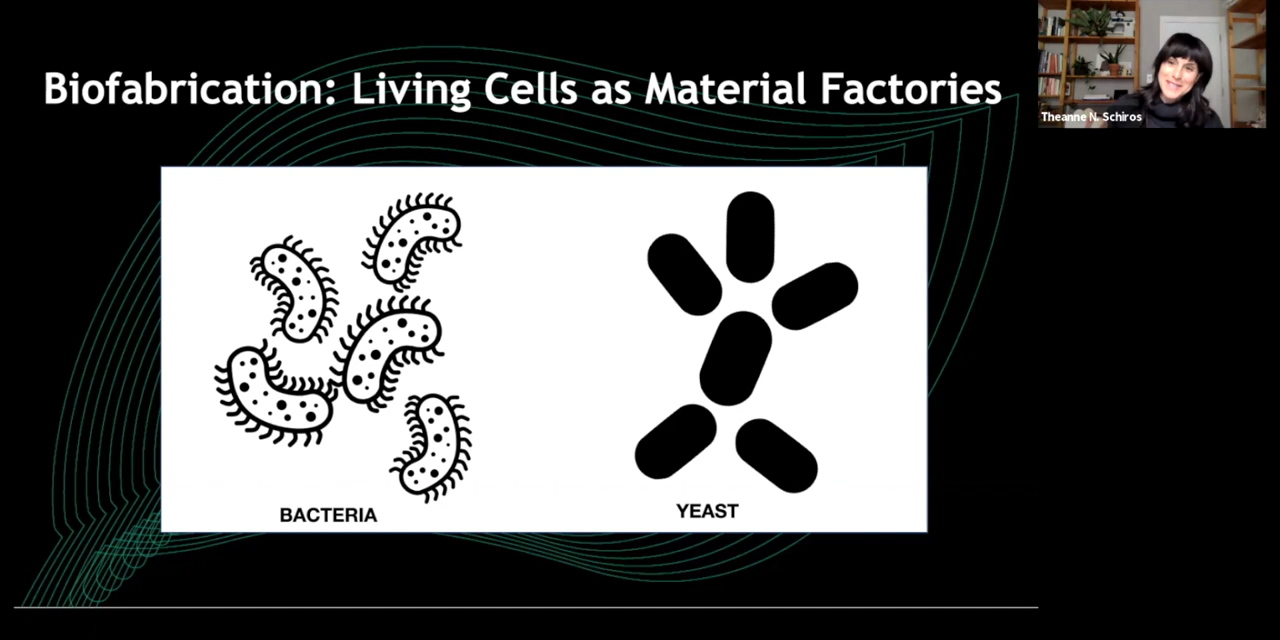 Biofabrication: Living Cells as Material Factories
Theanne N. Schiros
BACTERIA
YEAST